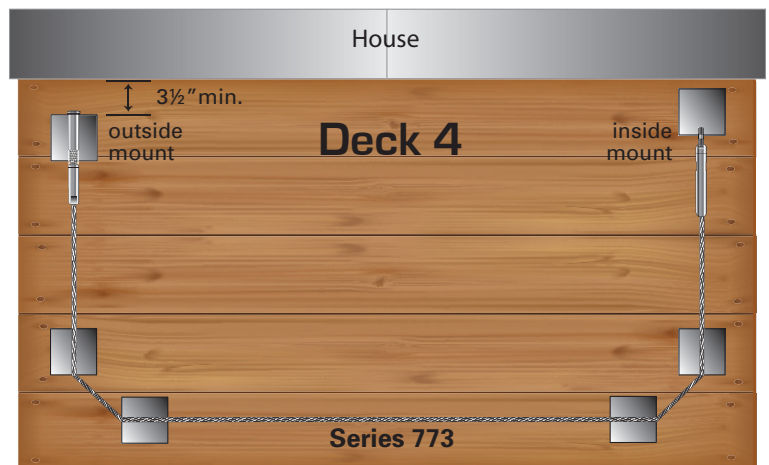 House
3½” min.
outside
mount
Deck 4
inside
mount
Series 773